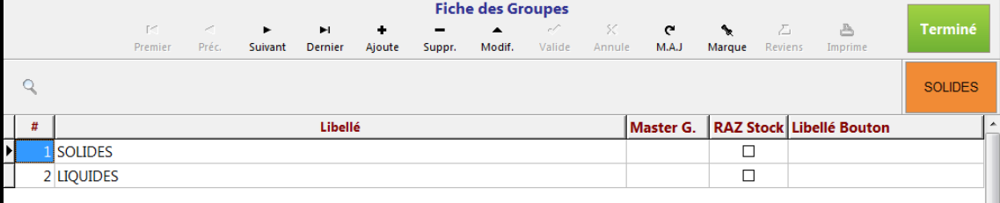 Fiche des Groupes
Premier Préc. Suivant Dernier Ajoute Suppr. Modif. Valide Annule M.A.J Marque Reviens Imprime
Terminé
SOLIDES
# Libellé Master G. RAZ Stock Libellé Bouton
1 SOLIDES
2 LIQUIDES